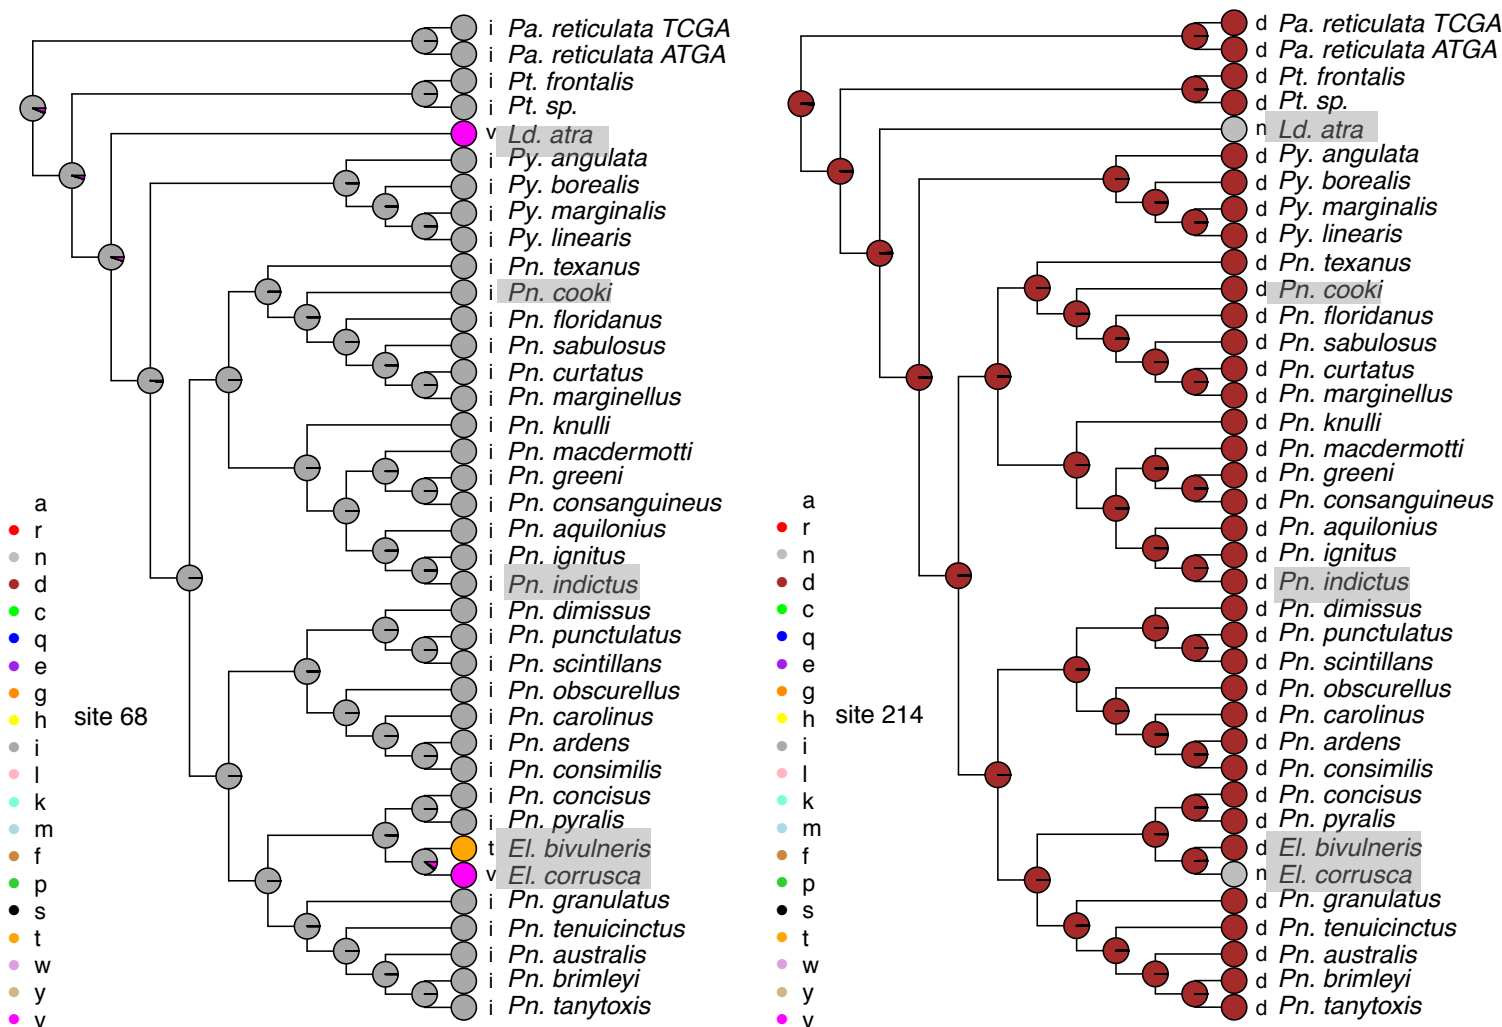 i Pa. reticulata TCGA
i Pa. reticulata ATGA
i Pt. frontalis
i Pt. sp.
v Ld. atra
i Py. angulata
i Py. borealis
i Py. marginalis
i Py. linearis
i Pn. texanus
i Pn. cooki
i Pn. floridanus
i Pn. sabulosus
i Pn. curtatus
i Pn. marginellus
i Pn. knulli
i Pn. macdermotti
i Pn. greeni
i Pn. consanguineus
i Pn. aquilonius
i Pn. ignitus
i Pn. indictus
i Pn. dimissus
i Pn. punctulatus
i Pn. scintillans
i Pn. obscurellus
i Pn. carolinus
i Pn. ardens
i Pn. consimilis
i Pn. concisus
i Pn. pyralis
t El. bivulneris
v El. corrusca
i Pn. granulatus
i Pn. tenuicinctus
i Pn. australis
i Pn. brimleyi
i Pn. tanytoxis
a
r
n
d
c
q
e
g
h
i
l
k
m
f
p
s
t
w
y
v
site 68
d Pa. reticulata TCGA
d Pa. reticulata ATGA
d Pt. frontalis
d Pt. sp.
n Ld. atra
d Py. angulata
d Py. borealis
d Py. marginalis
d Py. linearis
d Pn. texanus
d Pn. cooki
d Pn. floridanus
d Pn. sabulosus
d Pn. curtatus
d Pn. marginellus
d Pn. knulli
d Pn. macdermotti
d Pn. greeni
d Pn. consanguineus
d Pn. aquilonius
d Pn. ignitus
d Pn. indictus
d Pn. dimissus
d Pn. punctulatus
d Pn. scintillans
d Pn. obscurellus
d Pn. carolinus
d Pn. ardens
d Pn. consimilis
d Pn. concisus
d Pn. pyralis
d El. bivulneris
n El. corrusca
d Pn. granulatus
d Pn. tenuicinctus
d Pn. australis
d Pn. brimleyi
d Pn. tanytoxis
a
r
n
d
c
q
e
g
h
i
l
k
m
f
p
s
t
w
y
v
site 214